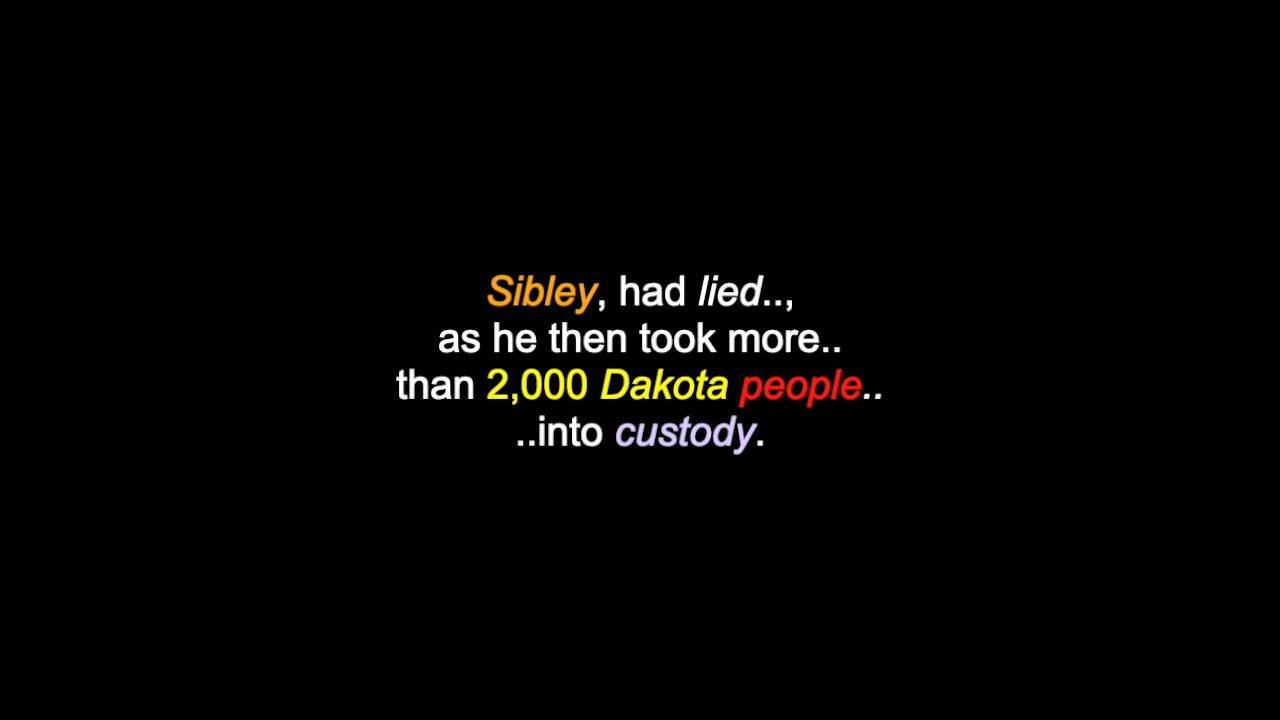 Sibley, had lied..,
as he then took more..
than 2,000 Dakota people..
..into custody.